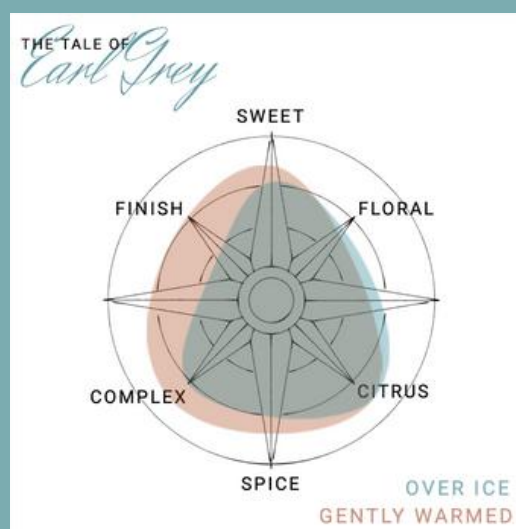 THE TALE OF
Earl Grey
SWEET
FINISH
FLORAL
COMPLEX
CITRUS
SPICE
OVER ICE
GENTLY WARMED